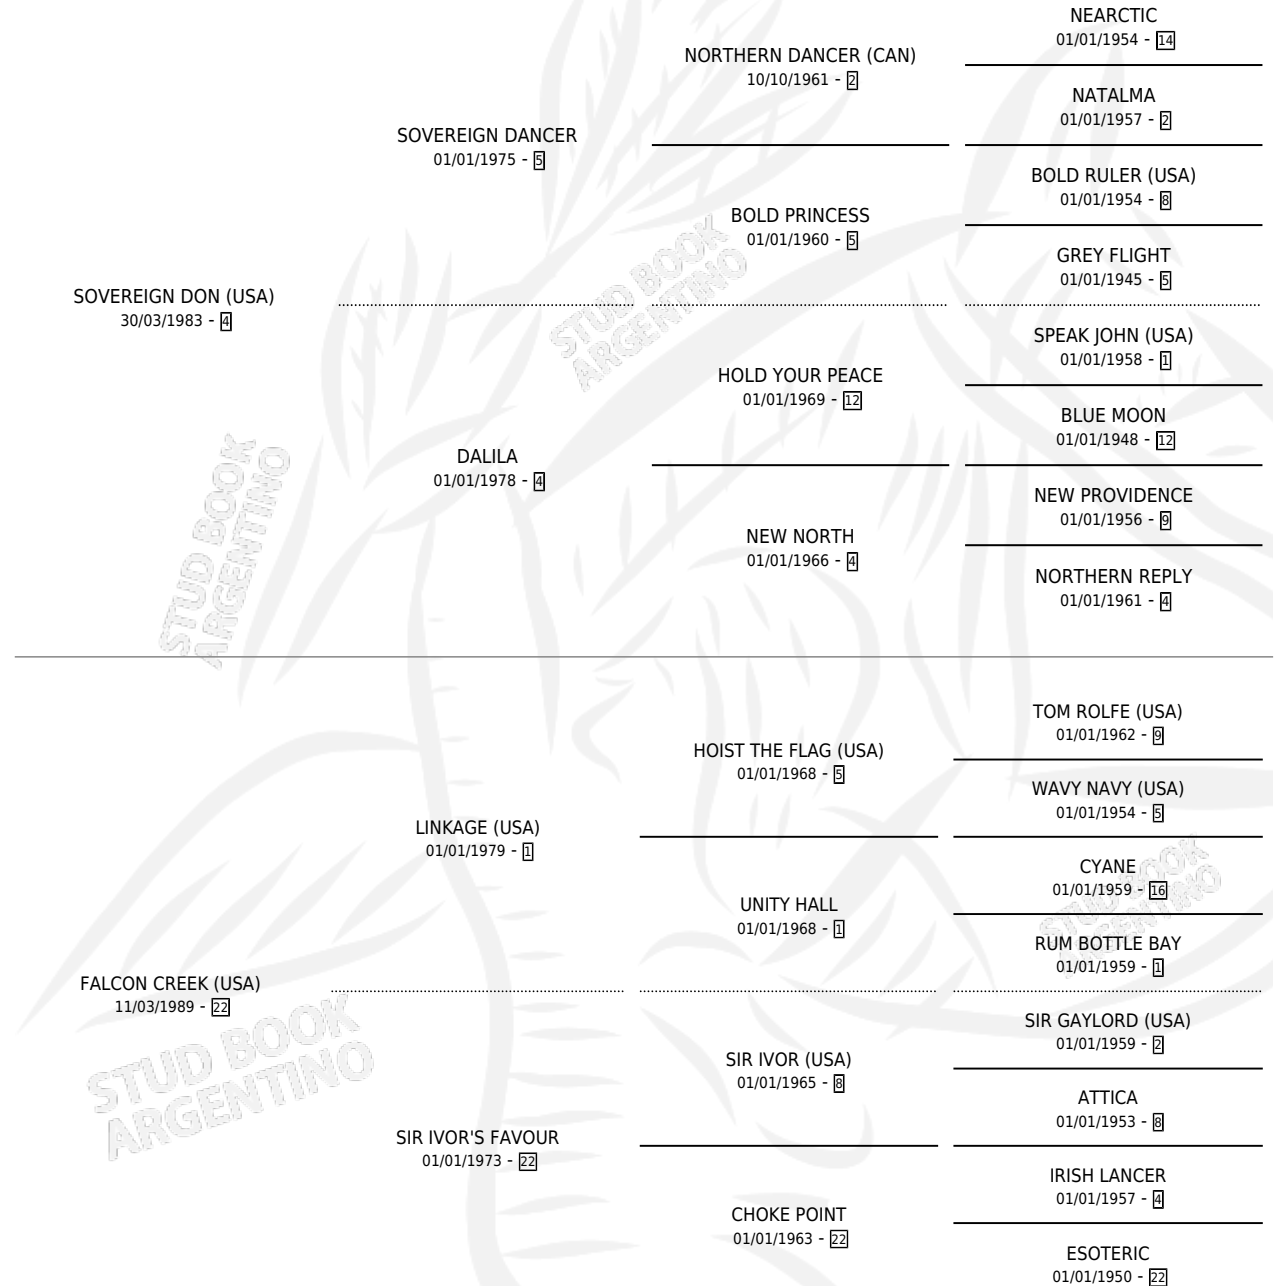 NEARCTIC
01/01/1954 - 14
NORTHERN DANCER (CAN)
10/10/1961 - 2
NATALMA
01/01/1957 - 2
SOVEREIGN DANCER
01/01/1975 - 5
BOLD RULER (USA)
01/01/1954 - 8
BOLD PRINCESS
01/01/1960 - 5
GREY FLIGHT
01/01/1945 - 5
STUD BOOK
ARGENTINO
SOVEREIGN DON (USA)
30/03/1983 - 4
SPEAK JOHN (USA)
01/01/1958 - 1
HOLD YOUR PEACE
01/01/1969 - 12
BLUE MOON
01/01/1948 - 12
DALILA
01/01/1978 - 4
NEW PROVIDENCE
01/01/1956 - 9
NEW NORTH
01/01/1966 - 4
NORTHERN REPLY
01/01/1961 - 4
STUD BOOK
ARGENTINO
TOM ROLFE (USA)
01/01/1962 - 9
HOIST THE FLAG (USA)
01/01/1968 - 5
WAVY NAVY (USA)
01/01/1954 - 5
LINKAGE (USA)
01/01/1979 - 1
CYANE
01/01/1959 - 16
UNITY HALL
01/01/1968 - 1
RUM BOTTLE BAY
01/01/1959 - 1
STUD BOOK
ARGENTINO
FALCON CREEK (USA)
11/03/1989 - 22
SIR GAYLORD (USA)
01/01/1959 - 2
SIR IVOR (USA)
01/01/1965 - 8
ATTICA
01/01/1953 - 8
STUD BOOK
ARGENTINO
SIR IVOR'S FAVOUR
01/01/1973 - 22
IRISH LANCER
01/01/1957 - 4
CHOKE POINT
01/01/1963 - 22
ESOTERIC
01/01/1950 - 22